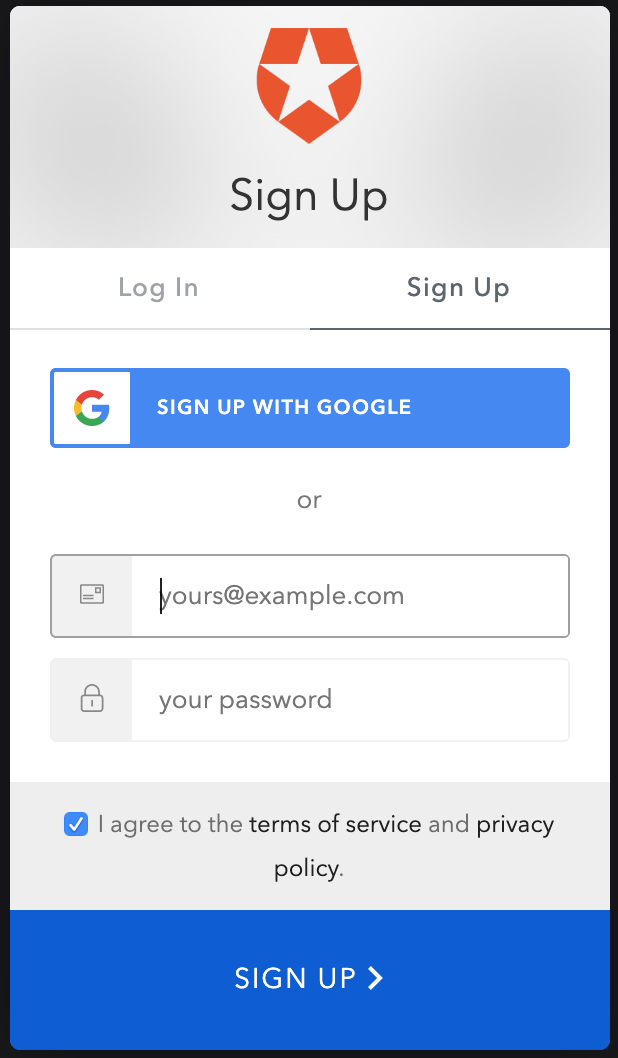 Sign Up
Log In
Sign Up
SIGN UP WITH GOOGLE
or
yours@example.com
your password
I agree to the terms of service and privacy
policy.
SIGN UP